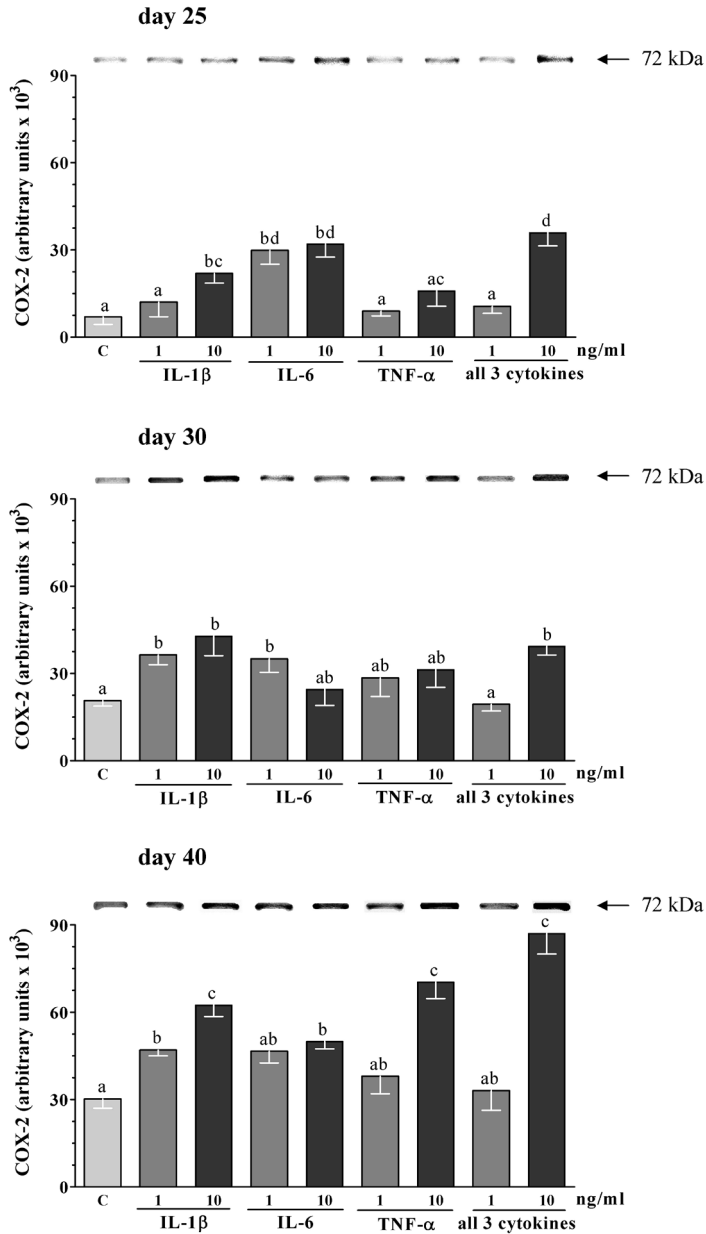 day 25
72 kDa
COX-2 (arbitrary units x 10³)
90
60
30
0
a a bc bd bd a ac a d
C 1 10 1 10 1 10 1 10 ng/ml
IL-1β IL-6 TNF-α all 3 cytokines
day 30
72 kDa
COX-2 (arbitrary units x 10³)
90
60
30
0
a b b b ab ab ab a b
C 1 10 1 10 1 10 1 10 ng/ml
IL-1β IL-6 TNF-α all 3 cytokines
day 40
72 kDa
COX-2 (arbitrary units x 10³)
90
60
30
0
a b c ab b ab c ab c
C 1 10 1 10 1 10 1 10 ng/ml
IL-1β IL-6 TNF-α all 3 cytokines